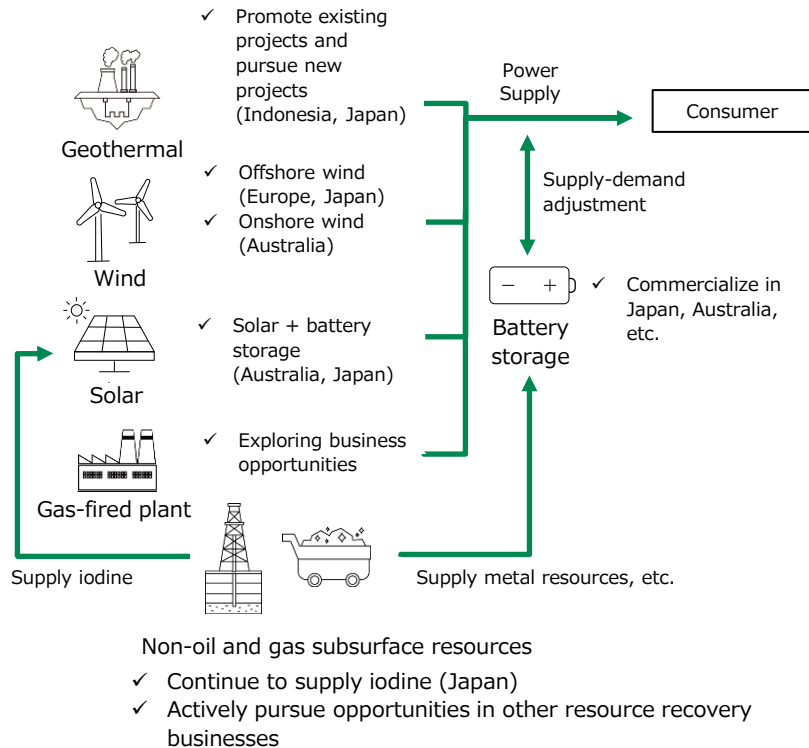 ✓ Promote existing
projects and
pursue new
projects
(Indonesia, Japan)
Geothermal
Power
Supply
Consumer
✓ Offshore wind
(Europe, Japan)
✓ Onshore wind
(Australia)
Wind
Supply-demand
adjustment
− +
Battery
storage
✓ Commercialize in
Japan, Australia,
etc.
✓ Solar + battery
storage
(Australia, Japan)
Solar
✓ Exploring business
opportunities
Gas-fired plant
Supply iodine
Supply metal resources, etc.
Non-oil and gas subsurface resources
✓ Continue to supply iodine (Japan)
✓ Actively pursue opportunities in other resource recovery
businesses